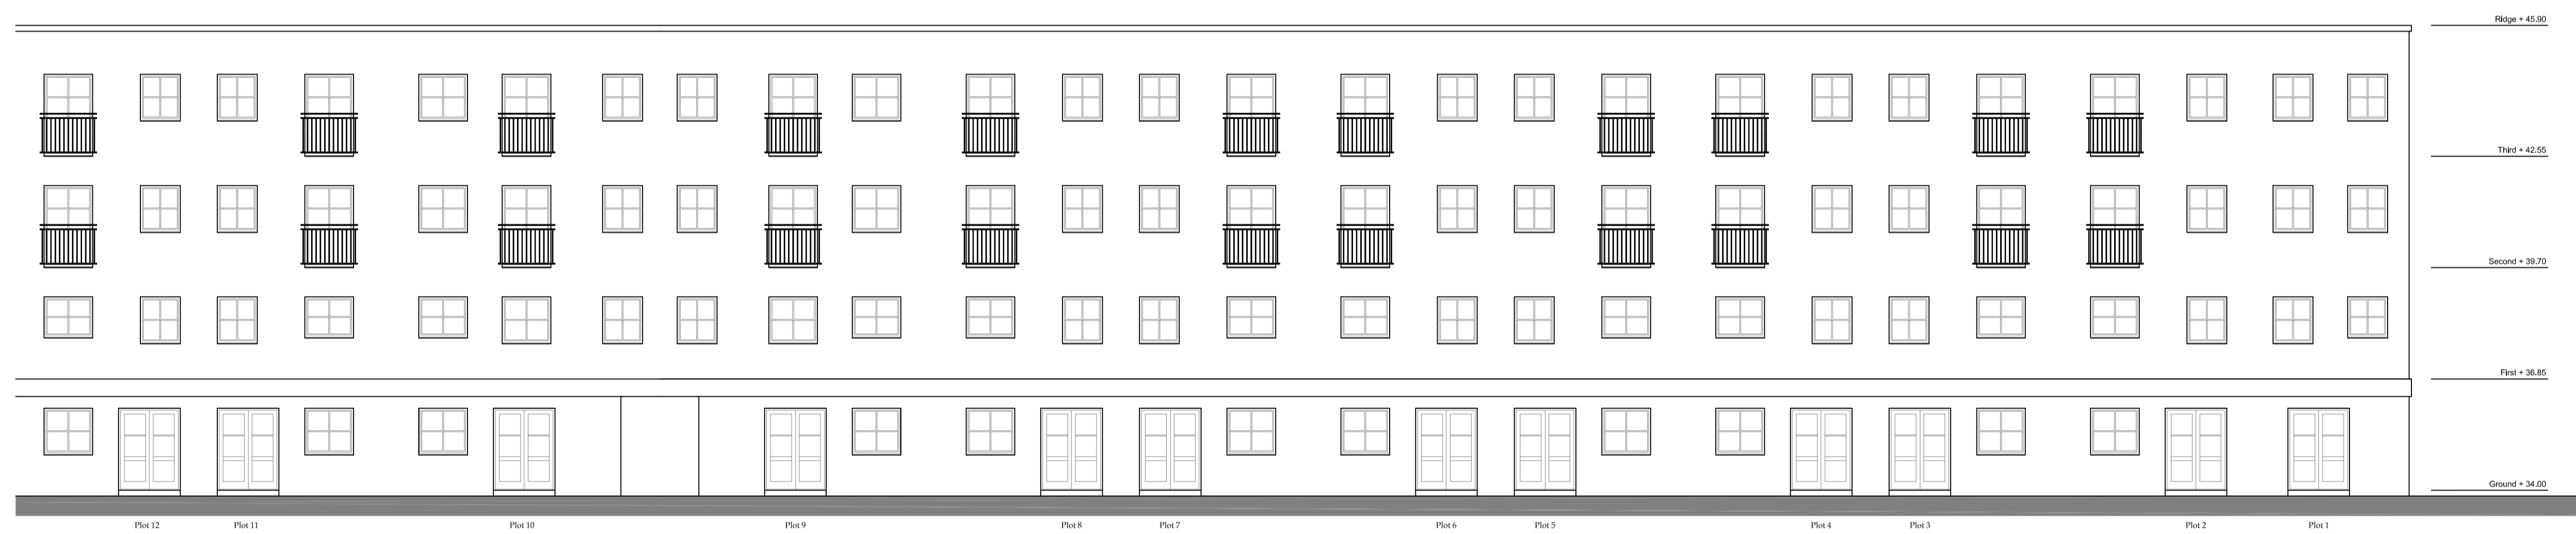 Ridge + 45.90
Third + 42.55
Second + 39.70
First + 36.85
Ground + 34.00
Plot 12 Plot 11 Plot 10 Plot 9 Plot 8 Plot 7 Plot 6 Plot 5 Plot 4 Plot 3 Plot 2 Plot 1